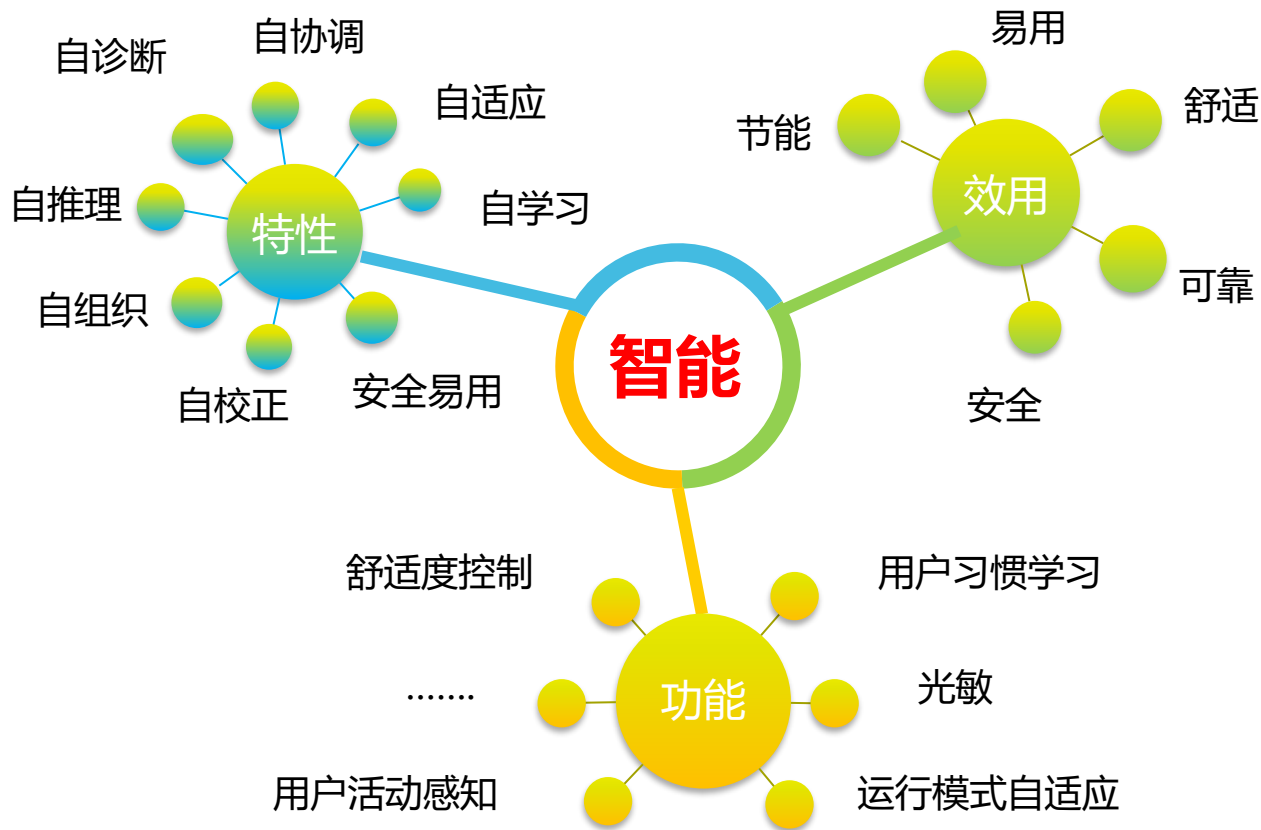 自协调
自诊断
自适应
自推理
自学习
特性
自组织
自校正
安全易用
易用
舒适
节能
效用
可靠
安全
智能
舒适度控制
用户习惯学习
.......
功能
光敏
用户活动感知
运行模式自适应